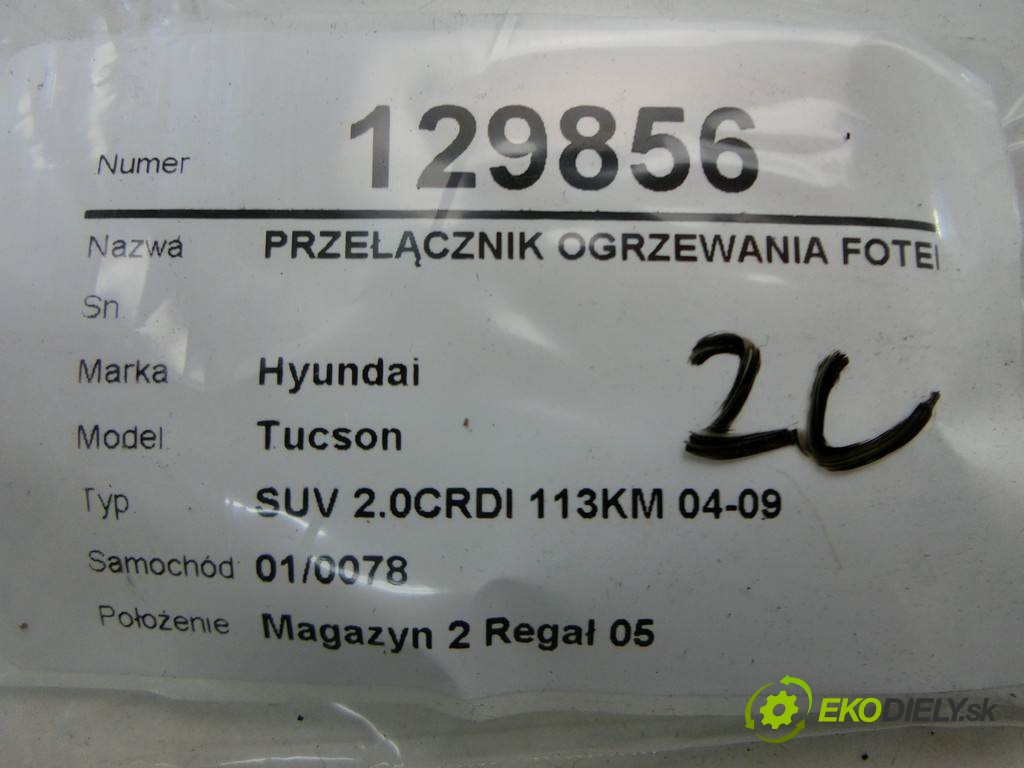 Numer 129856
Nazwa PRZEŁĄCZNIK OGRZEWANIA FOTEl
Sn
Marka Hyundai
Model Tucson
2C
Typ SUV 2.0CRDI 113KM 04-09
Samochód 01/0078
Położenie Magazyn 2 Regał 05
EKODIELY.sk